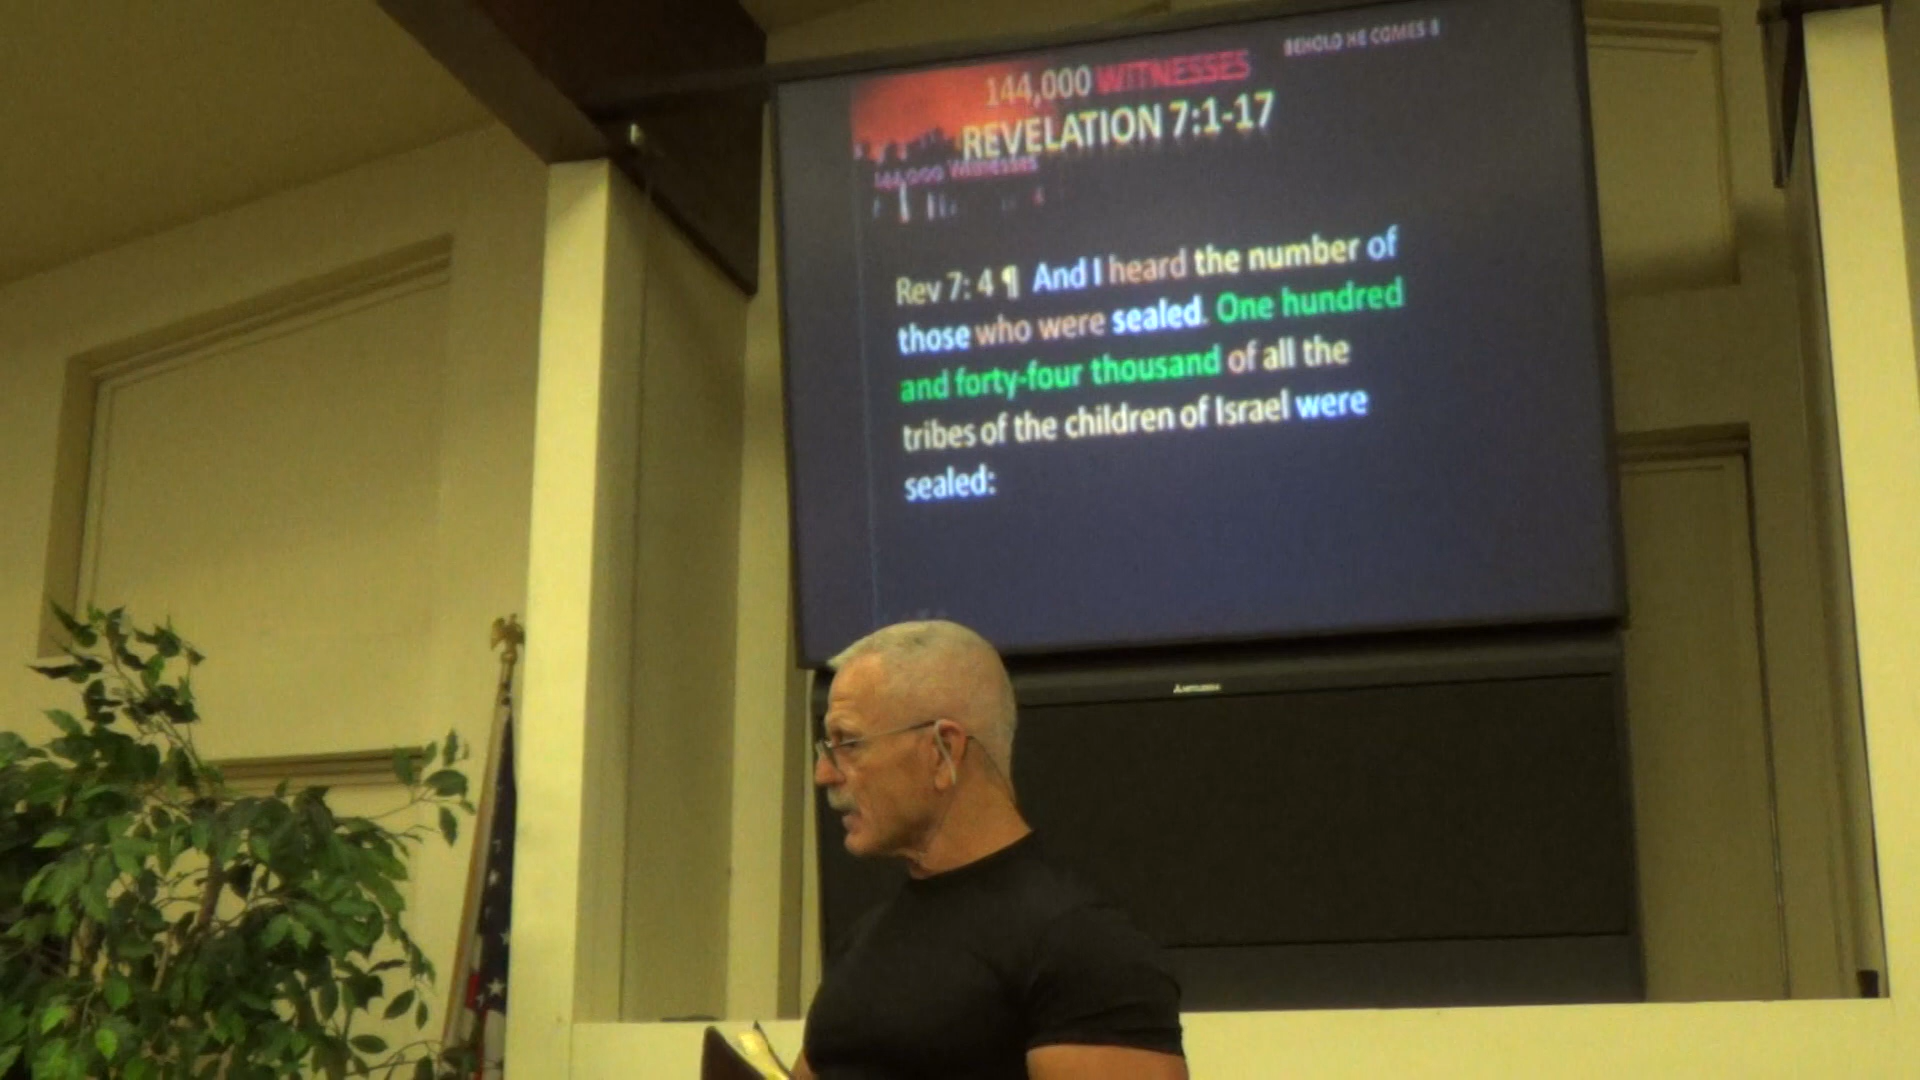 BEHOLD HE COMES 8
144,000 WITNESSES
REVELATION 7:1-17
144,000 Witnesses
Rev 7: 4 ¶ And I heard the number of
those who were sealed. One hundred
and forty-four thousand of all the
tribes of the children of Israel were
sealed:
MITSUBISHI